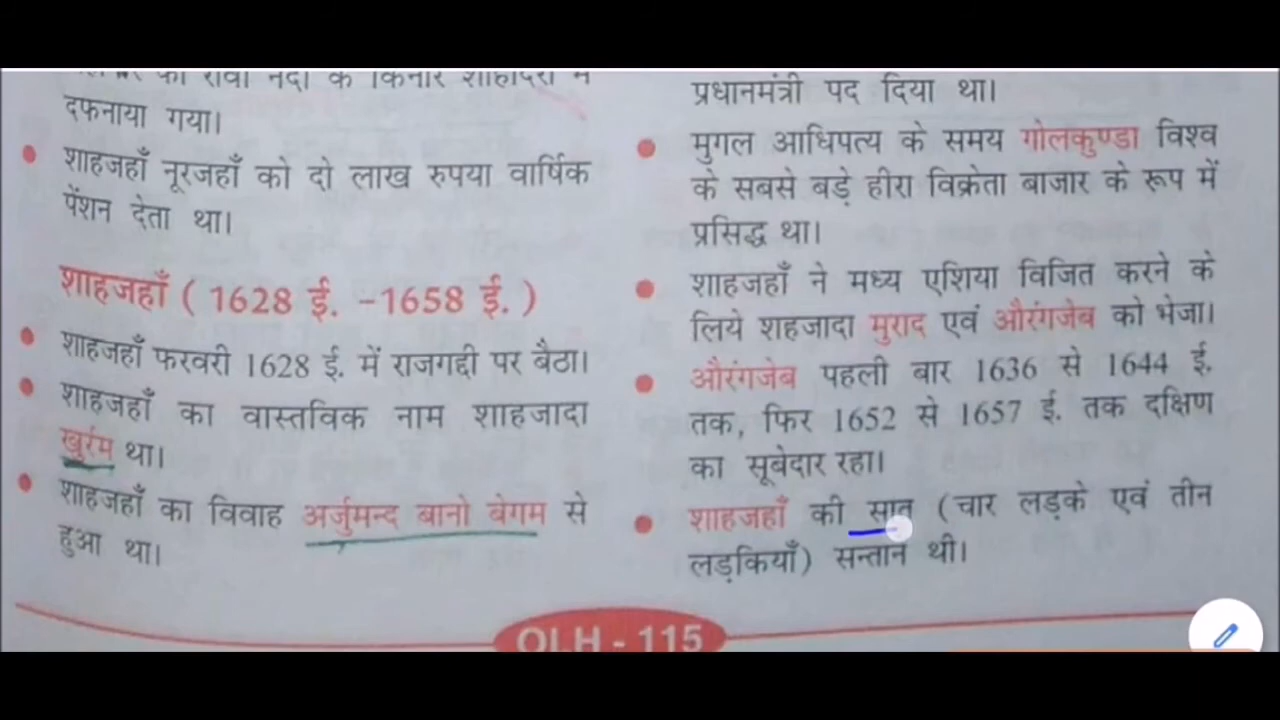 का रावी नदी के किनारे शाहादरा में
दफनाया गया।
शाहजहाँ नूरजहाँ को दो लाख रुपया वार्षिक
पेंशन देता था।
शाहजहाँ ( 1628 ई. -1658 ई. )
शाहजहाँ फरवरी 1628 ई. में राजगद्दी पर बैठा।
शाहजहाँ का वास्तविक नाम शाहजादा
खुर्रम था।
शाहजहाँ का विवाह अर्जुमन्द बानो बेगम से
हुआ था।
प्रधानमंत्री पद दिया था।
मुगल आधिपत्य के समय गोलकुण्डा विश्व
के सबसे बड़े हीरा विक्रेता बाजार के रूप में
प्रसिद्ध था।
शाहजहाँ ने मध्य एशिया विजित करने के
लिये शहजादा मुराद एवं औरंगजेब को भेजा।
औरंगजेब पहली बार 1636 से 1644 ई.
तक, फिर 1652 से 1657 ई. तक दक्षिण
का सूबेदार रहा।
शाहजहाँ की सात (चार लड़के एवं तीन
लड़कियाँ) सन्तान थी।
QLH - 115